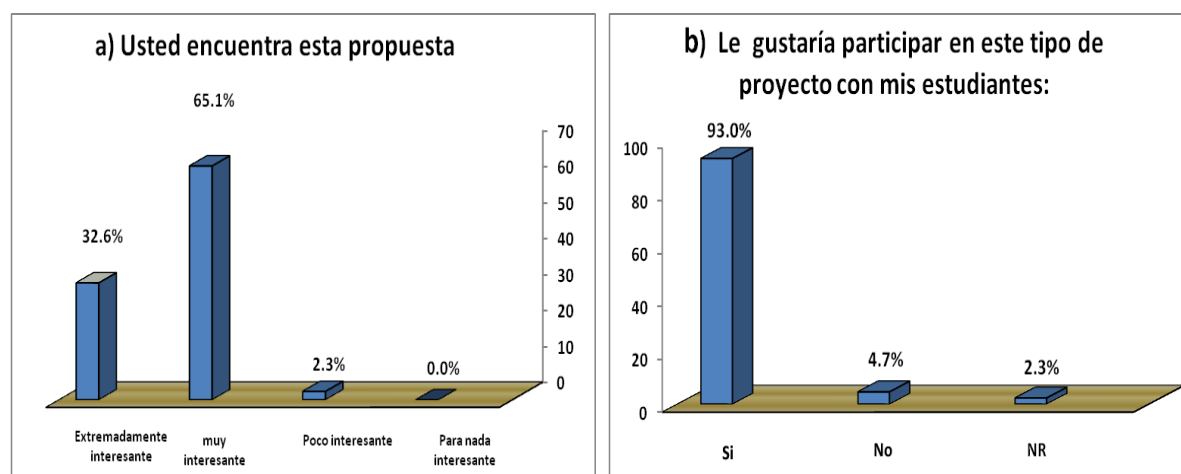 a) Usted encuentra esta propuesta
65.1%
32.6%
2.3%
0.0%
70
60
50
40
30
20
10
0
Extremadamente
interesante
muy
interesante
Poco interesante
Para nada
interesante
b) Le gustaría participar en este tipo de
proyecto con mis estudiantes:
93.0%
4.7%
2.3%
100
80
60
40
20
0
Si
No
NR